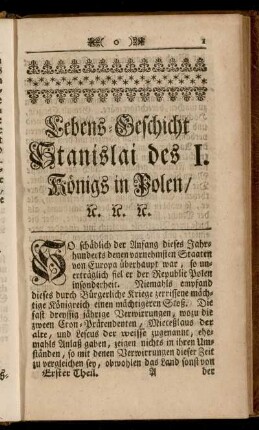 o 1
Lebens-Geschicht
Stanislai des I.
Königs in Polen/
ꝛc. ꝛc. ꝛc.
SO schädlich der Anfang dieses Jahr-
hunderts denen vornehmsten Staaten
von Europa überhaupt war, so un-
erträglich fiel er der Republic Polen
insonderheit. Niemahls empfand
dieses durch Bürgerliche Kriege zerrissene mäch-
tige Königreich einen mächtigeren Stoß. Die
fast dreyssig jährige Verwirrungen, wozu die
zween Cron-Prätendenten, Mieceslaus der
alte, und Lescus der weisse zugenannt, ehe-
mahls Anlaß gaben, zeigen nichts in ihren Um-
ständen, so mit denen Verwirrungen dieser Zeit
zu vergleichen sey, obwohlen das Land sonst von
Erster Theil. A der